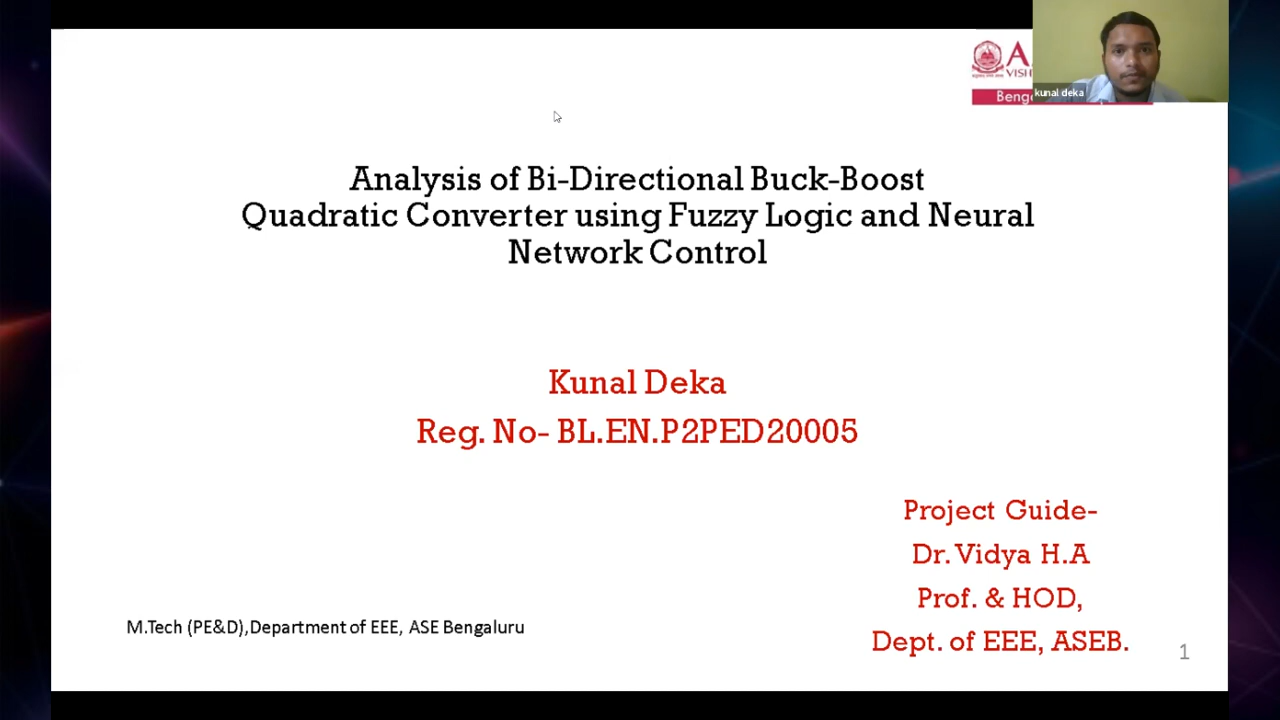 kunal deka
Analysis of Bi-Directional Buck-Boost
Quadratic Converter using Fuzzy Logic and Neural
Network Control
Kunal Deka
Reg. No- BL.EN.P2PED20005
Project Guide-
Dr. Vidya H.A
Prof. & HOD,
Dept. of EEE, ASEB.
M.Tech (PE&D),Department of EEE, ASE Bengaluru
1